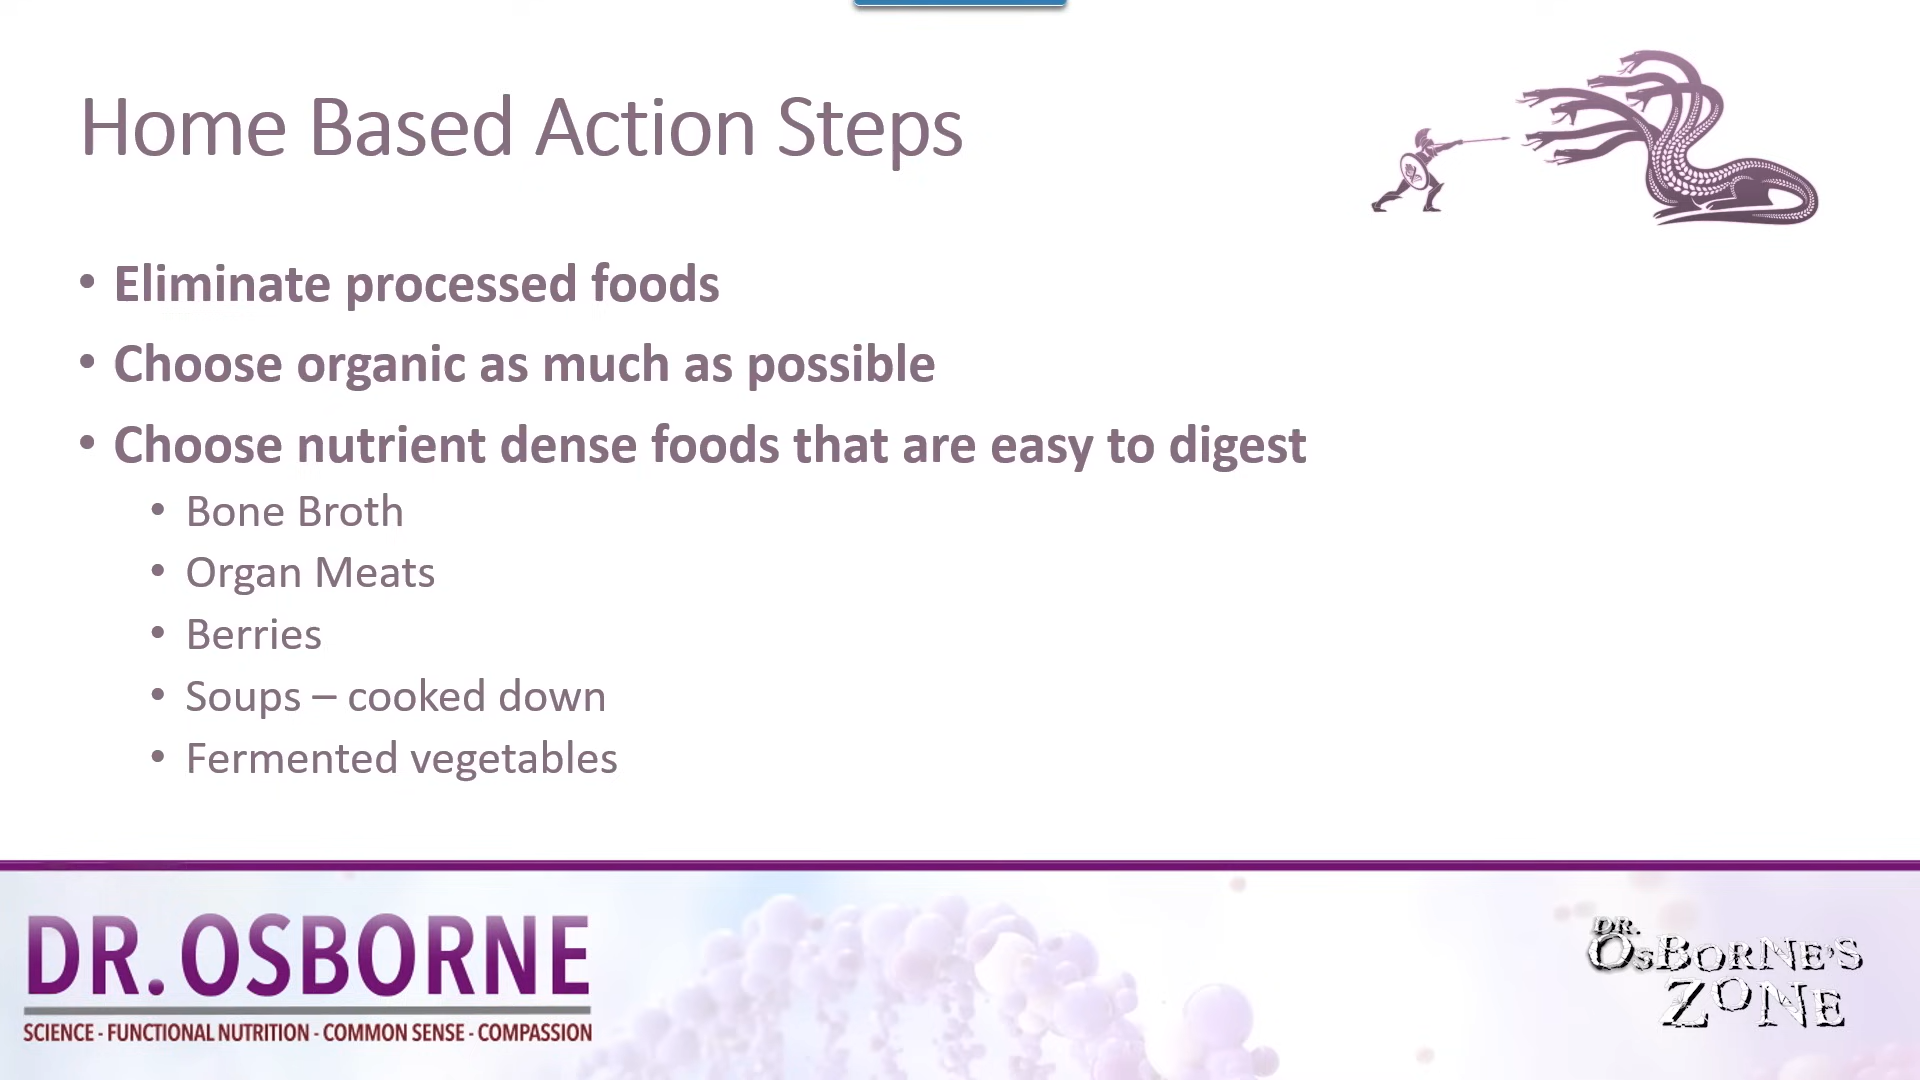 Home Based Action Steps
• Eliminate processed foods
• Choose organic as much as possible
• Choose nutrient dense foods that are easy to digest
• Bone Broth
• Organ Meats
• Berries
• Soups – cooked down
• Fermented vegetables
DR. OSBORNE
SCIENCE - FUNCTIONAL NUTRITION - COMMON SENSE - COMPASSION
DR.
OSBORNE'S
ZONE